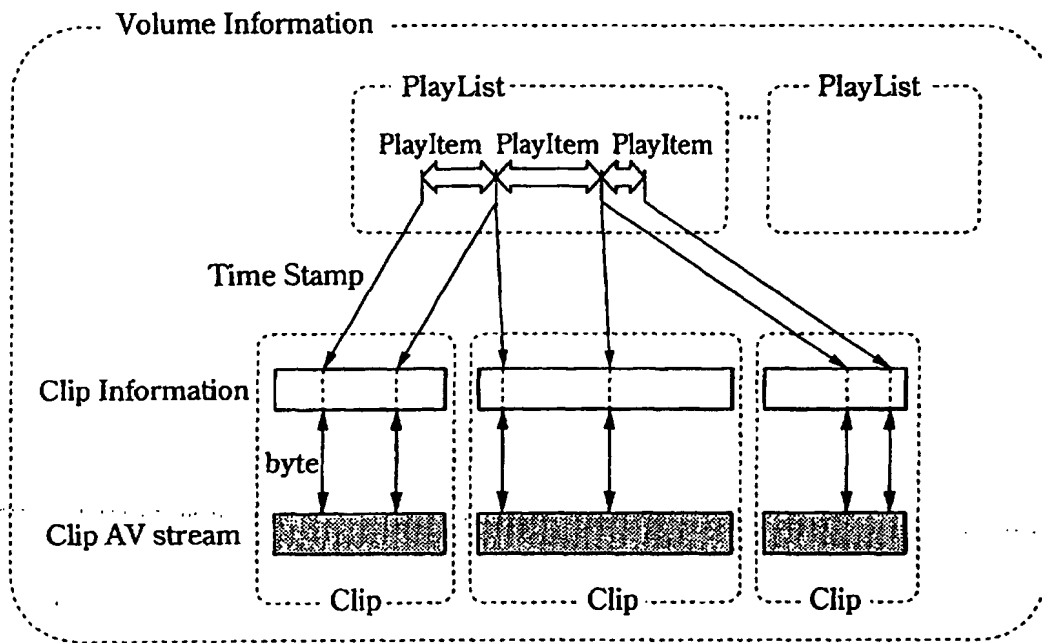 Volume Information
PlayList
PlayList
...
PlayItem PlayItem PlayItem
Time Stamp
Clip Information
byte
Clip AV stream
Clip
Clip
Clip